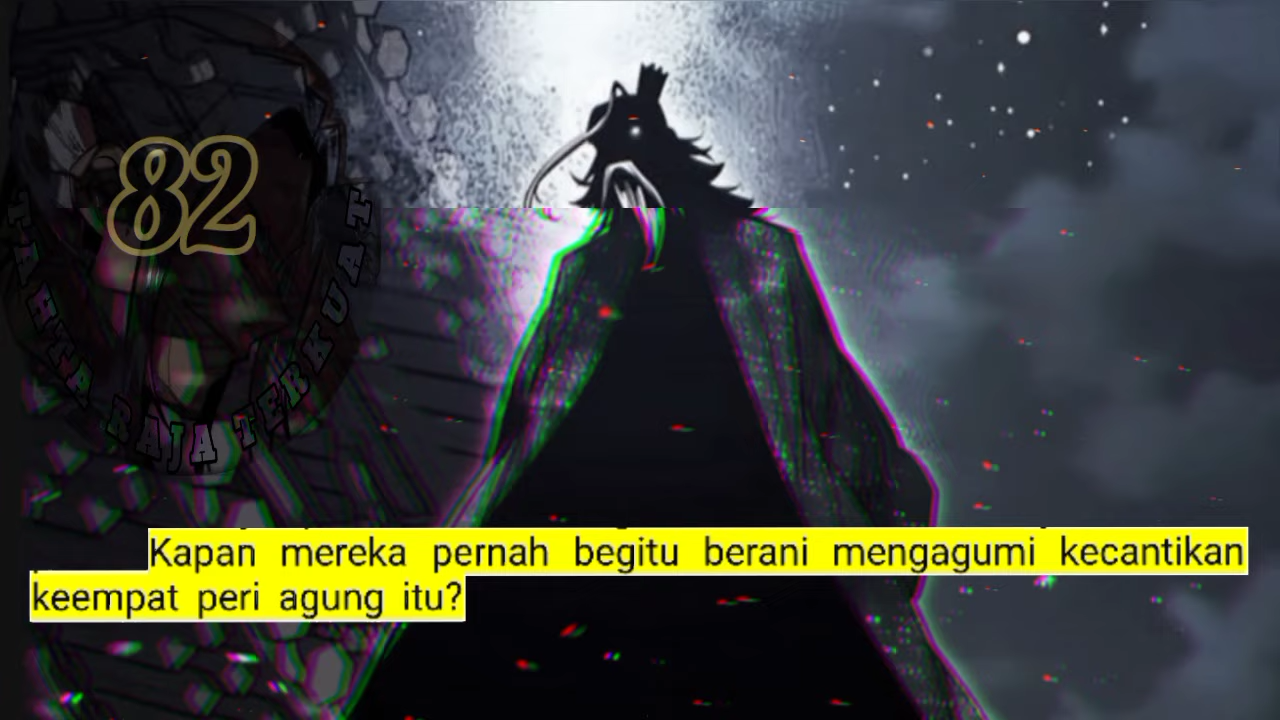 82
TAHTA RAJA TERKUAT
Kapan mereka pernah begitu berani mengagumi kecantikan
keempat peri agung itu?